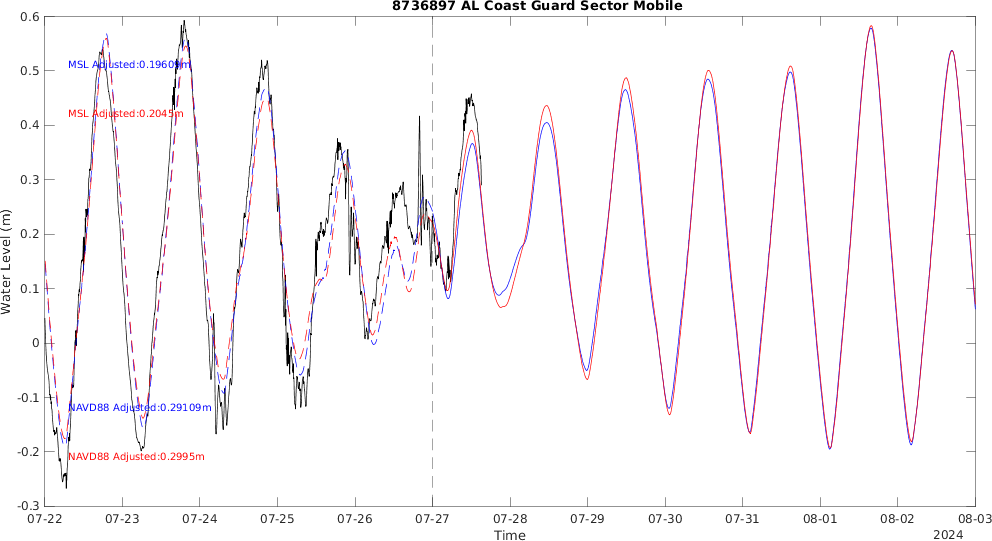 8736897 AL Coast Guard Sector Mobile
0.6
0.5
0.4
0.3
0.2
0.1
0
-0.1
-0.2
-0.3
Water Level (m)
MSL Adjusted:0.19609m
MSL Adjusted:0.2045m
NAVD88 Adjusted:0.29109m
NAVD88 Adjusted:0.2995m
07-22 07-23 07-24 07-25 07-26 07-27 07-28 07-29 07-30 07-31 08-01 08-02 08-03
Time
2024